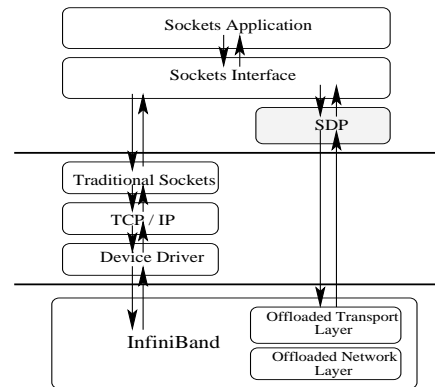 Sockets Application
Sockets Interface
SDP
Traditional Sockets
TCP / IP
Device Driver
InfiniBand
Offloaded Transport
Layer
Offloaded Network
Layer